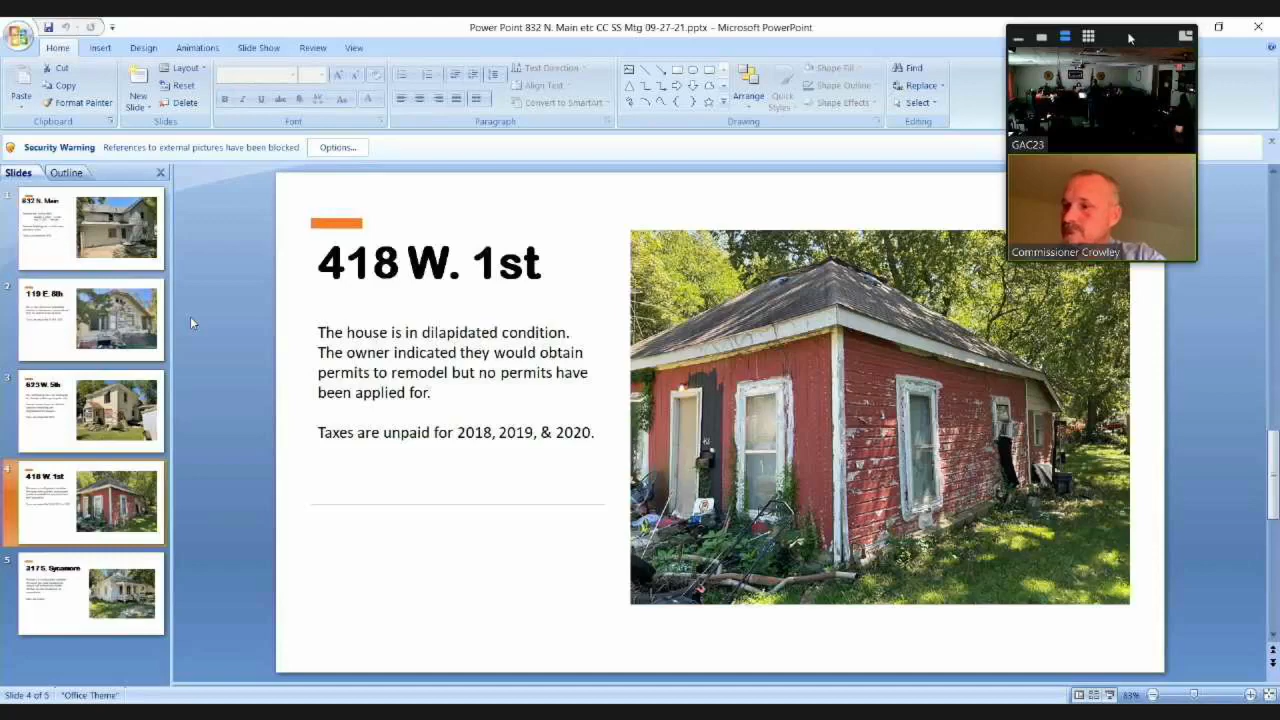 Power Point 832 N. Main etc CC SS Mtg 09-27-21.pptx - Microsoft PowerPoint
Home Insert Design Animations Slide Show Review View
Paste
Cut
Copy
Format Painter
Clipboard
New Slide
Layout
Reset
Delete
Slides
Font
Text Direction
Align Text
Convert to SmartArt
Paragraph
Arrange
Quick Styles
Shape Fill
Shape Outline
Shape Effects
Drawing
Find
Replace
Select
Editing
Security Warning References to external pictures have been blocked Options...
GAC23
Commissioner Crowley
Slides Outline
1
832 N. Main
2
119 E. 8th
3
4
418 W. 1st
5
317 S. Sycamore
418 W. 1st
The house is in dilapidated condition.
The owner indicated they would obtain
permits to remodel but no permits have
been applied for.
Taxes are unpaid for 2018, 2019, & 2020.
Slide 4 of 5 "Office Theme" 83%